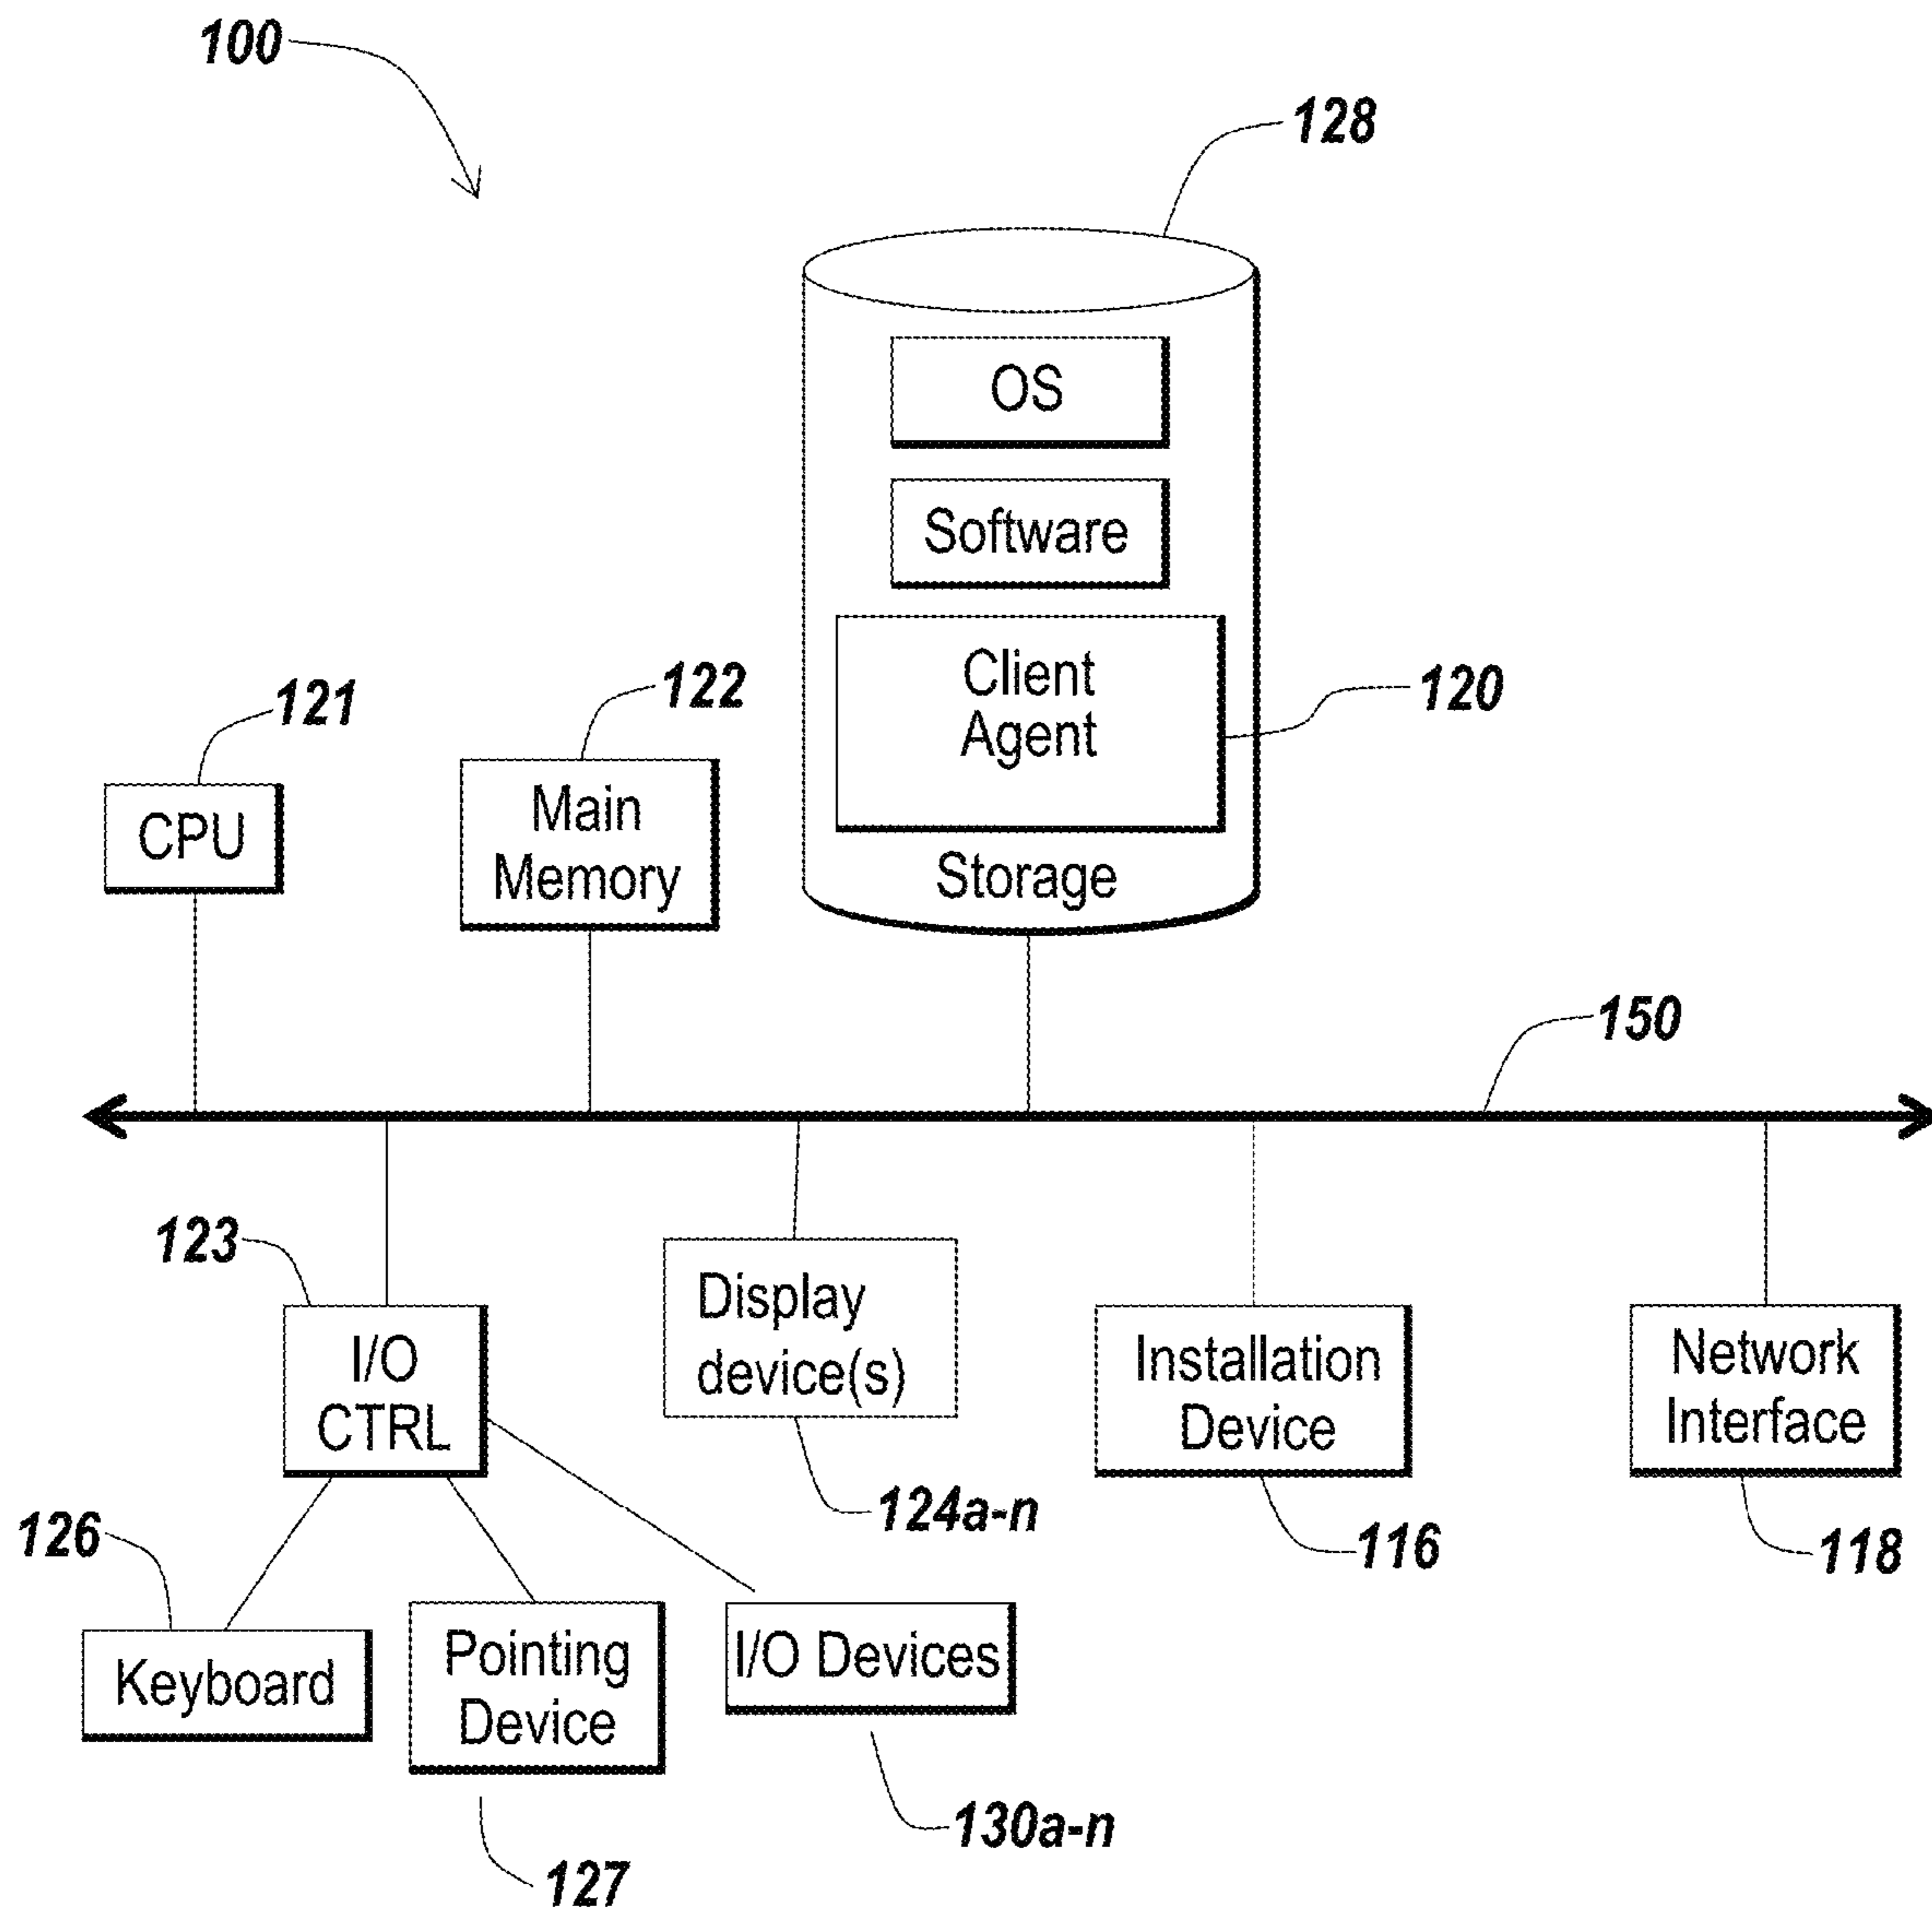 100
128
OS
Software
Client
Agent
120
Storage
121
CPU
122
Main
Memory
150
123
I/O
CTRL
Display
device(s)
124a-n
Installation
Device
116
Network
Interface
118
126
Keyboard
Pointing
Device
127
I/O Devices
130a-n